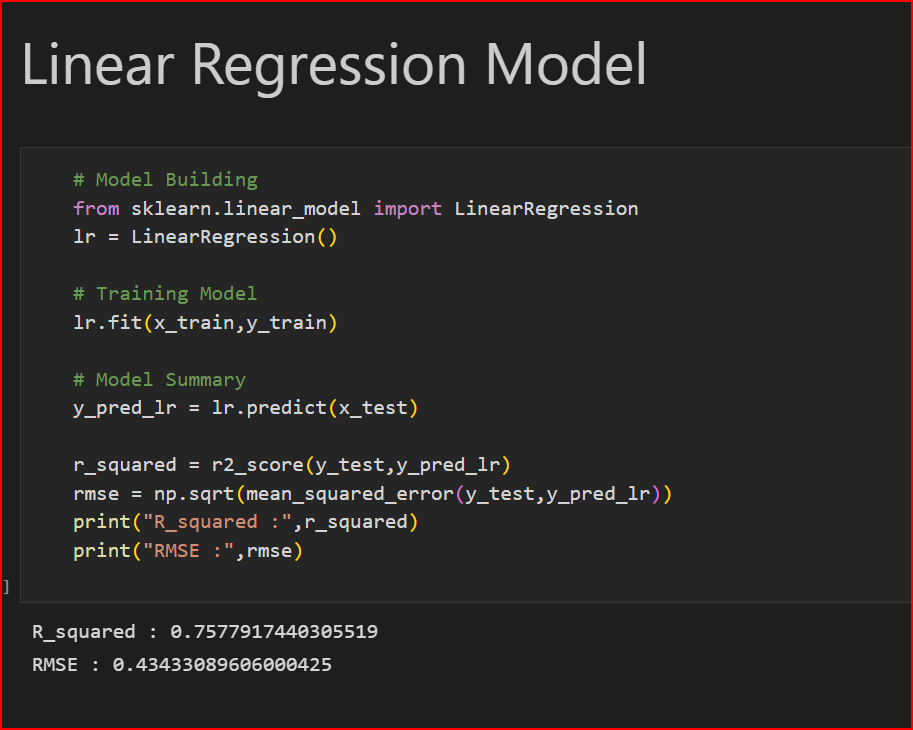 Linear Regression Model
# Model Building
from sklearn.linear_model import LinearRegression
lr = LinearRegression()
# Training Model
lr.fit(x_train,y_train)
# Model Summary
y_pred_lr = lr.predict(x_test)
r_squared = r2_score(y_test,y_pred_lr)
rmse = np.sqrt(mean_squared_error(y_test,y_pred_lr))
print("R_squared :",r_squared)
print("RMSE :",rmse)
]
R_squared : 0.7577917440305519
RMSE : 0.43433089606000425